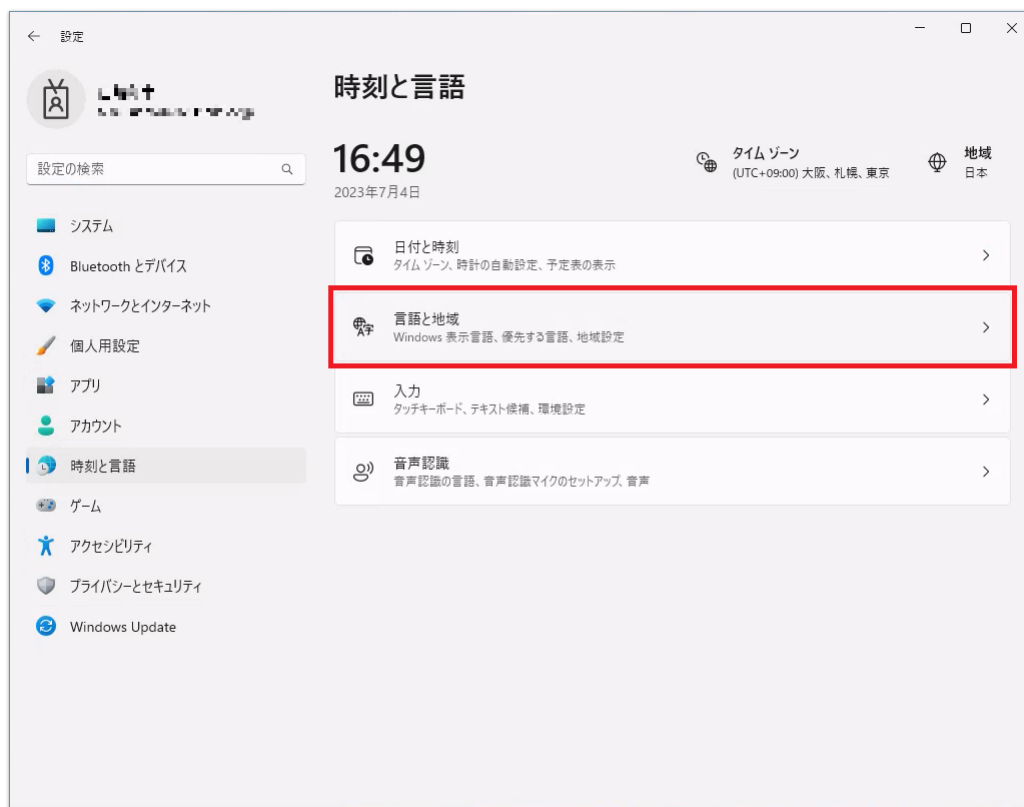 設定
時刻と言語
設定の検索
16:49
2023年7月4日
タイム ゾーン
(UTC+09:00) 大阪、札幌、東京
地域
日本
システム
Bluetooth とデバイス
ネットワークとインターネット
個人用設定
アプリ
アカウント
時刻と言語
ゲーム
アクセシビリティ
プライバシーとセキュリティ
Windows Update
日付と時刻
タイム ゾーン、時計の自動設定、予定表の表示
言語と地域
Windows 表示言語、優先する言語、地域設定
入力
タッチキーボード、テキスト候補、環境設定
音声認識
音声認識の言語、音声認識マイクのセットアップ、音声